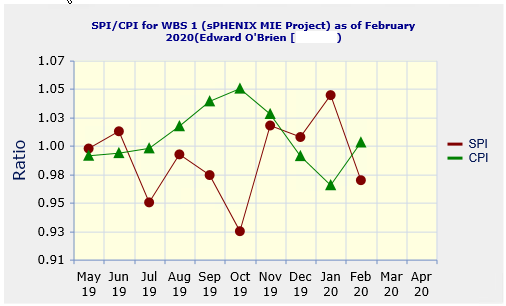 SPI/CPI for WBS 1 (sPHENIX MIE Project) as of February
2020(Edward O'Brien [ )
1.07
1.05
1.03
1.00
0.98
0.95
0.93
0.91
Ratio
SPI
CPI
May Jun Jul Aug Sep Oct Nov Dec Jan Feb Mar Apr
19 19 19 19 19 19 19 19 20 20 20 20